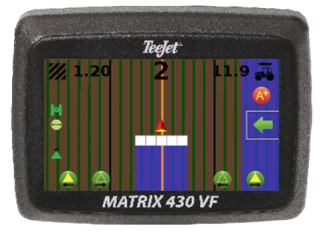 TeeJet
1.20 2 11.9
A+
MATRIX 430 VF